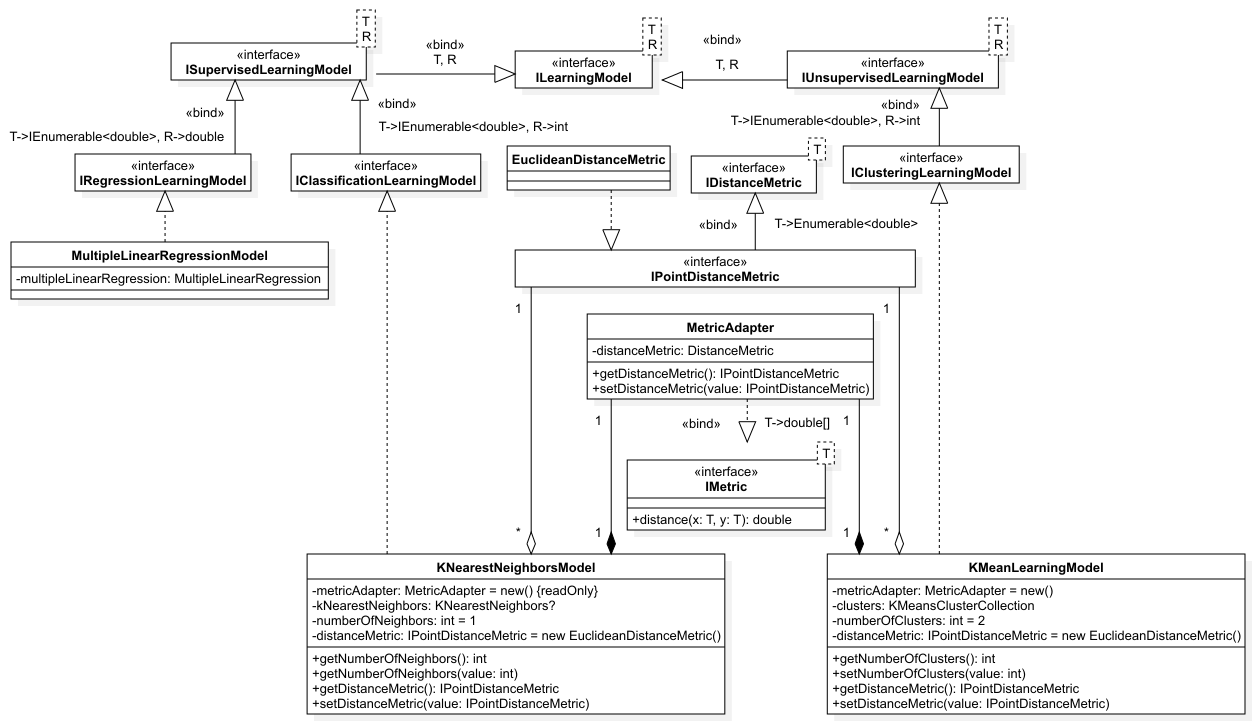 T
R
«interface»
ISupervisedLearningModel
«bind»
T, R
T
R
«interface»
ILearningModel
«bind»
T, R
T
R
«interface»
IUnsupervisedLearningModel
«bind»
T->IEnumerable<double>, R->double
«bind»
T->IEnumerable<double>, R->int
«bind»
T->IEnumerable<double>, R->int
«interface»
IRegressionLearningModel
«interface»
IClassificationLearningModel
EuclideanDistanceMetric
T
«interface»
IDistanceMetric
«interface»
IClusteringLearningModel
«bind»
T->Enumerable<double>
MultipleLinearRegressionModel
-multipleLinearRegression: MultipleLinearRegression
«interface»
IPointDistanceMetric
1
1
MetricAdapter
-distanceMetric: DistanceMetric
+getDistanceMetric(): IPointDistanceMetric
+setDistanceMetric(value: IPointDistanceMetric)
1
«bind»
T->double[]
1
T
«interface»
IMetric
+distance(x: T, y: T): double
*
1
1
*
KNearestNeighborsModel
-metricAdapter: MetricAdapter = new() {readOnly}
-kNearestNeighbors: KNearestNeighbors?
-numberOfNeighbors: int = 1
-distanceMetric: IPointDistanceMetric = new EuclideanDistanceMetric()
+getNumberOfNeighbors(): int
+getNumberOfNeighbors(value: int)
+getDistanceMetric(): IPointDistanceMetric
+setDistanceMetric(value: IPointDistanceMetric)
KMeanLearningModel
-metricAdapter: MetricAdapter = new()
-clusters: KMeansClusterCollection
-numberOfClusters: int = 2
-distanceMetric: IPointDistanceMetric = new EuclideanDistanceMetric()
+getNumberOfClusters(): int
+setNumberOfClusters(value: int)
+getDistanceMetric(): IPointDistanceMetric
+setDistanceMetric(value: IPointDistanceMetric)